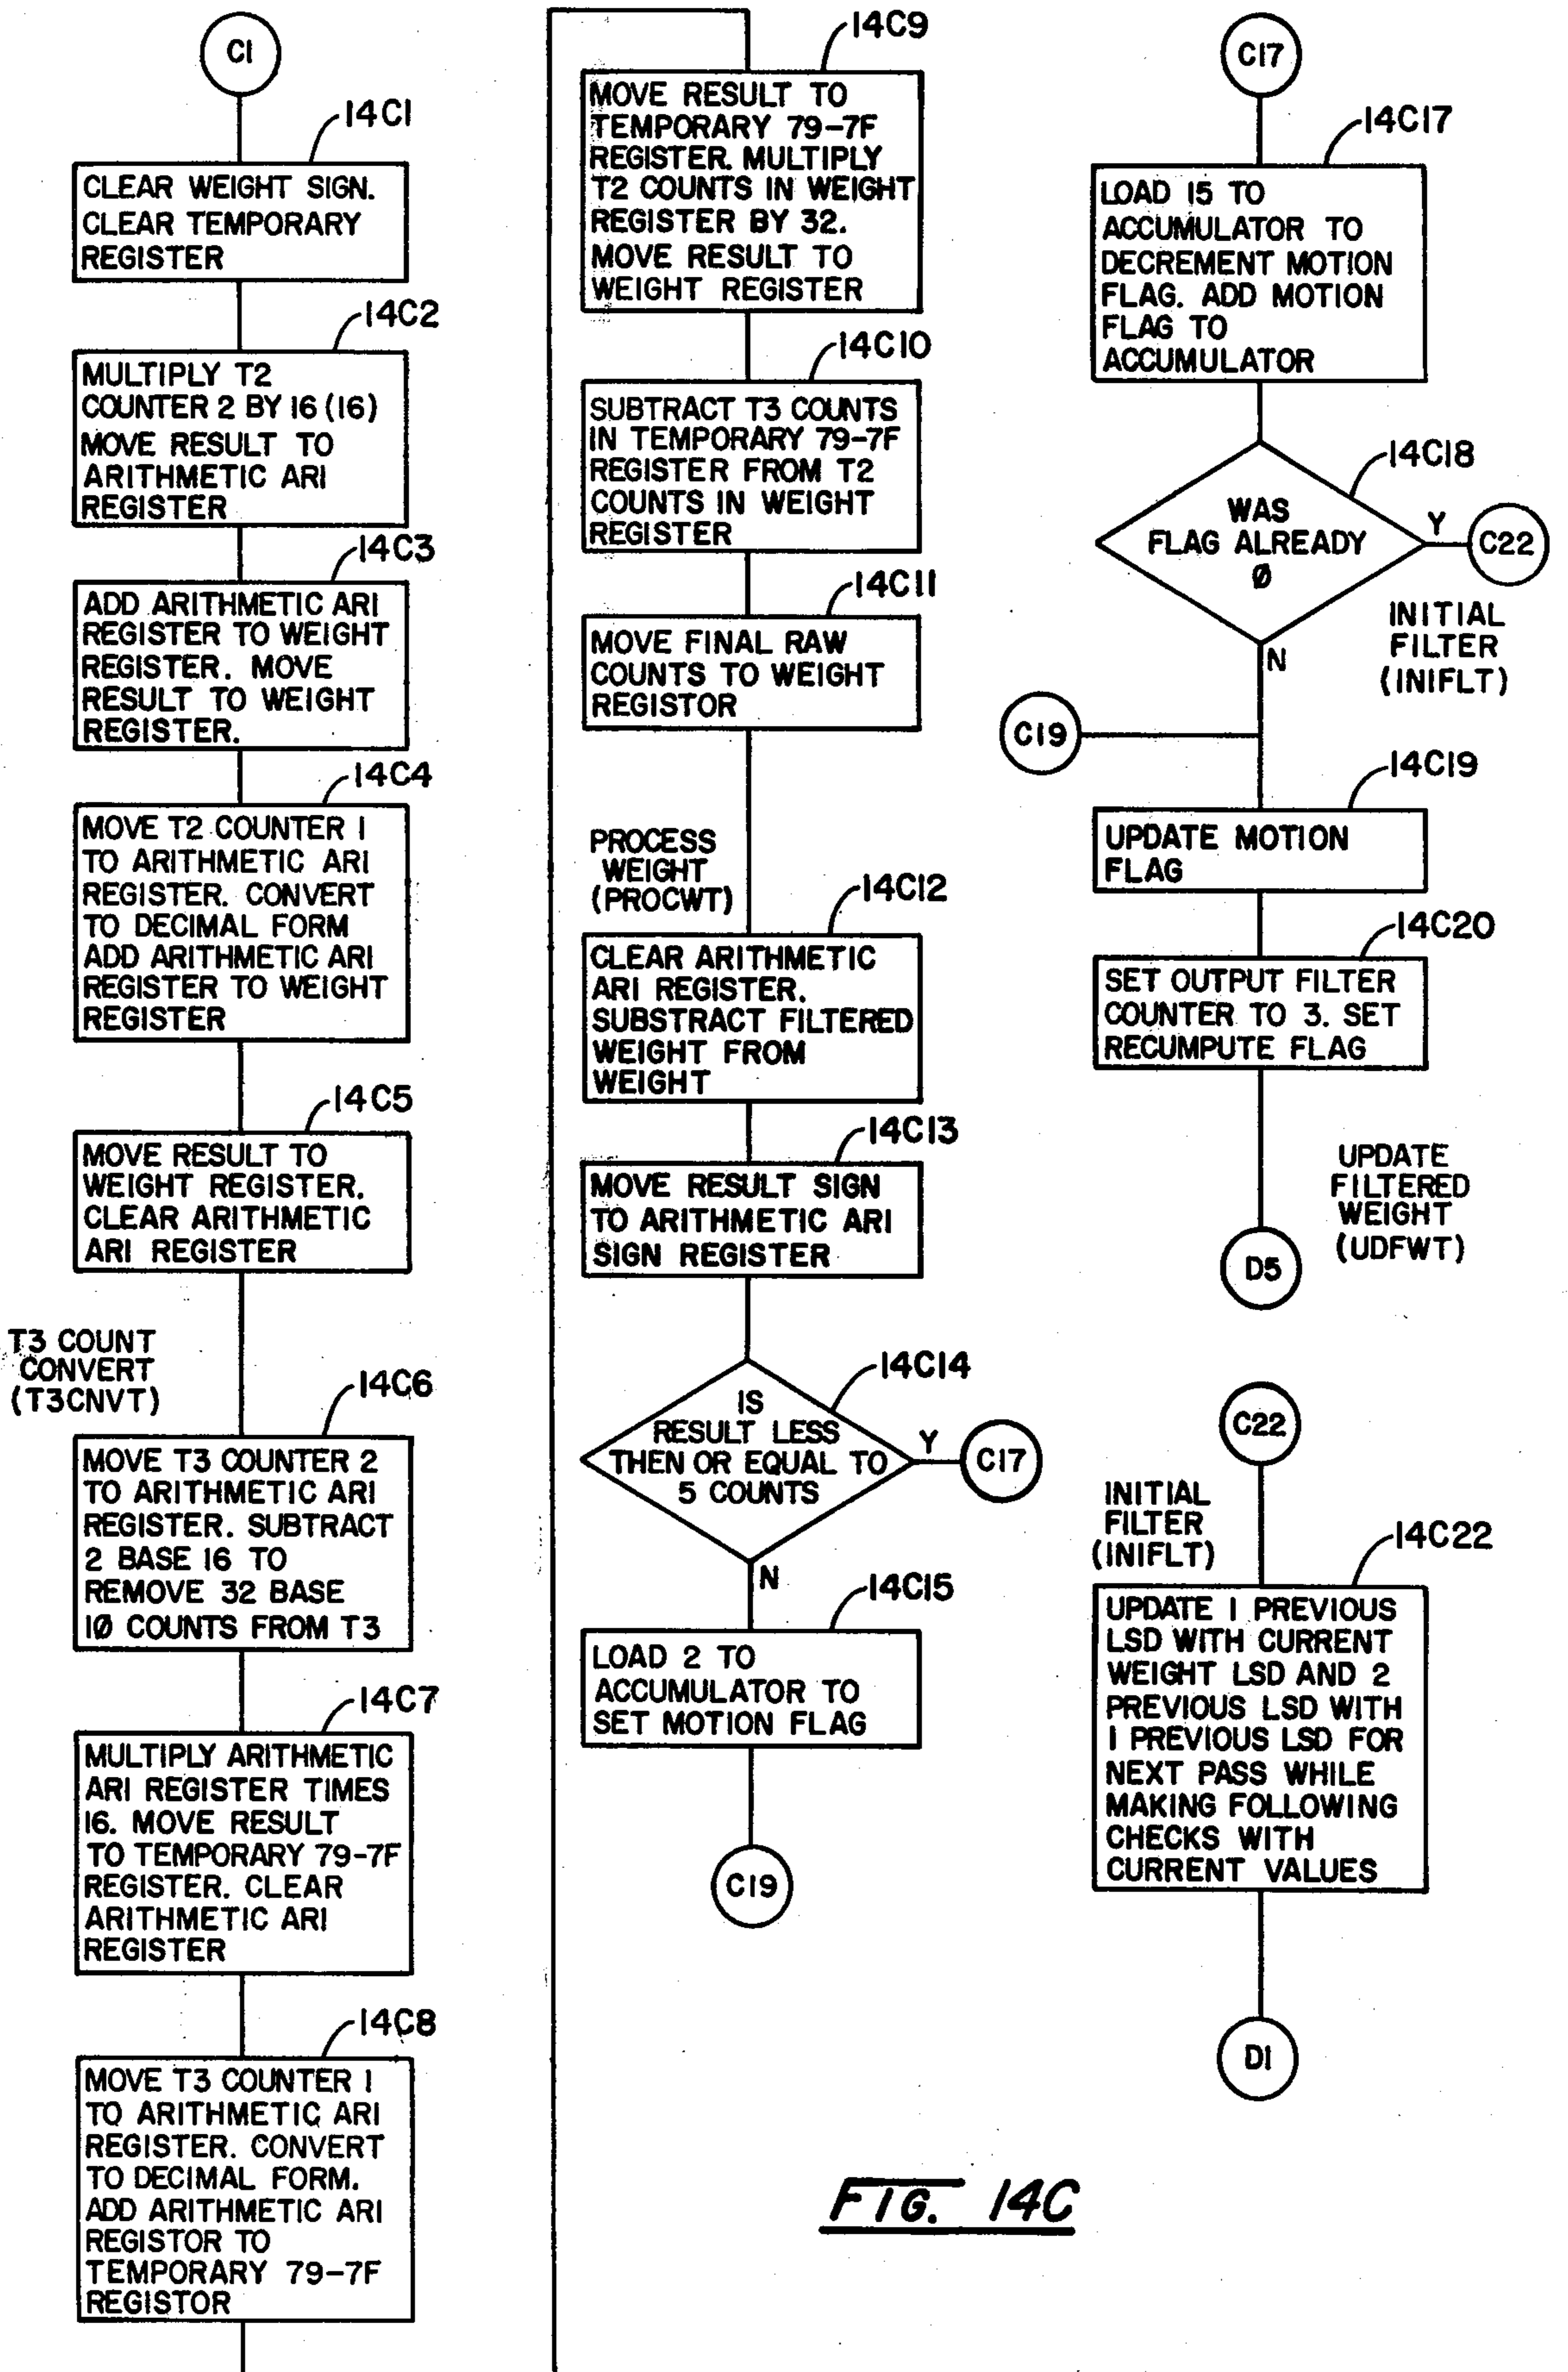 C1
14C1
CLEAR WEIGHT SIGN.
CLEAR TEMPORARY
REGISTER
14C2
MULTIPLY T2
COUNTER 2 BY 16 (16)
MOVE RESULT TO
ARITHMETIC ARI
REGISTER
14C3
ADD ARITHMETIC ARI
REGISTER TO WEIGHT
REGISTER. MOVE
RESULT TO WEIGHT
REGISTER.
14C4
MOVE T2 COUNTER 1
TO ARITHMETIC ARI
REGISTER. CONVERT
TO DECIMAL FORM
ADD ARITHMETIC ARI
REGISTER TO WEIGHT
REGISTER
14C5
MOVE RESULT TO
WEIGHT REGISTER.
CLEAR ARITHMETIC
ARI REGISTER
T3 COUNT
CONVERT
(T3CNVT)
14C6
MOVE T3 COUNTER 2
TO ARITHMETIC ARI
REGISTER. SUBTRACT
2 BASE 16 TO
REMOVE 32 BASE
1Ø COUNTS FROM T3
14C7
MULTIPLY ARITHMETIC
ARI REGISTER TIMES
16. MOVE RESULT
TO TEMPORARY 79-7F
REGISTER. CLEAR
ARITHMETIC ARI
REGISTER
14C8
MOVE T3 COUNTER 1
TO ARITHMETIC ARI
REGISTER. CONVERT
TO DECIMAL FORM.
ADD ARITHMETIC ARI
REGISTOR TO
TEMPORARY 79-7F
REGISTOR
14C9
MOVE RESULT TO
TEMPORARY 79-7F
REGISTER. MULTIPLY
T2 COUNTS IN WEIGHT
REGISTER BY 32.
MOVE RESULT TO
WEIGHT REGISTER
14C10
SUBTRACT T3 COUNTS
IN TEMPORARY 79-7F
REGISTER FROM T2
COUNTS IN WEIGHT
REGISTER
14C11
MOVE FINAL RAW
COUNTS TO WEIGHT
REGISTOR
PROCESS
WEIGHT
(PROCWT)
14C12
CLEAR ARITHMETIC
ARI REGISTER.
SUBSTRACT FILTERED
WEIGHT FROM
WEIGHT
14C13
MOVE RESULT SIGN
TO ARITHMETIC ARI
SIGN REGISTER
14C14
IS
RESULT LESS
THEN OR EQUAL TO
5 COUNTS
Y
C17
N
14C15
LOAD 2 TO
ACCUMULATOR TO
SET MOTION FLAG
C19
C17
14C17
LOAD 15 TO
ACCUMULATOR TO
DECREMENT MOTION
FLAG. ADD MOTION
FLAG TO
ACCUMULATOR
14C18
WAS
FLAG ALREADY
Ø
Y
C22
INITIAL
FILTER
(INIFLT)
N
C19
14C19
UPDATE MOTION
FLAG
14C20
SET OUTPUT FILTER
COUNTER TO 3. SET
RECUMPUTE FLAG
UPDATE
FILTERED
WEIGHT
(UDFWT)
D5
C22
INITIAL
FILTER
(INIFLT)
14C22
UPDATE 1 PREVIOUS
LSD WITH CURRENT
WEIGHT LSD AND 2
PREVIOUS LSD WITH
1 PREVIOUS LSD FOR
NEXT PASS WHILE
MAKING FOLLOWING
CHECKS WITH
CURRENT VALUES
D1
FIG. 14C